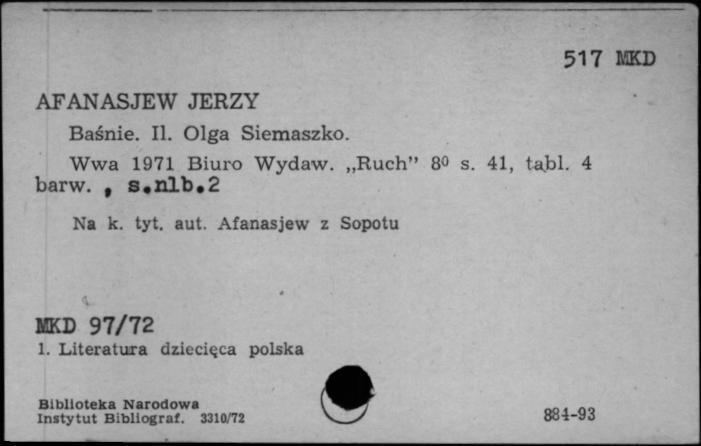 517 MKD
AFANASJEW JERZY
Baśnie. Il. Olga Siemaszko.
Wwa 1971 Biuro Wydaw. „Ruch” 8⁰ s. 41, tabl. 4
barw. , s.nlb.2
Na k. tyt. aut. Afanasjew z Sopotu
MKD 97/72
1. Literatura dziecięca polska
Biblioteka Narodowa
Instytut Bibliograf. 3310/72
884-93